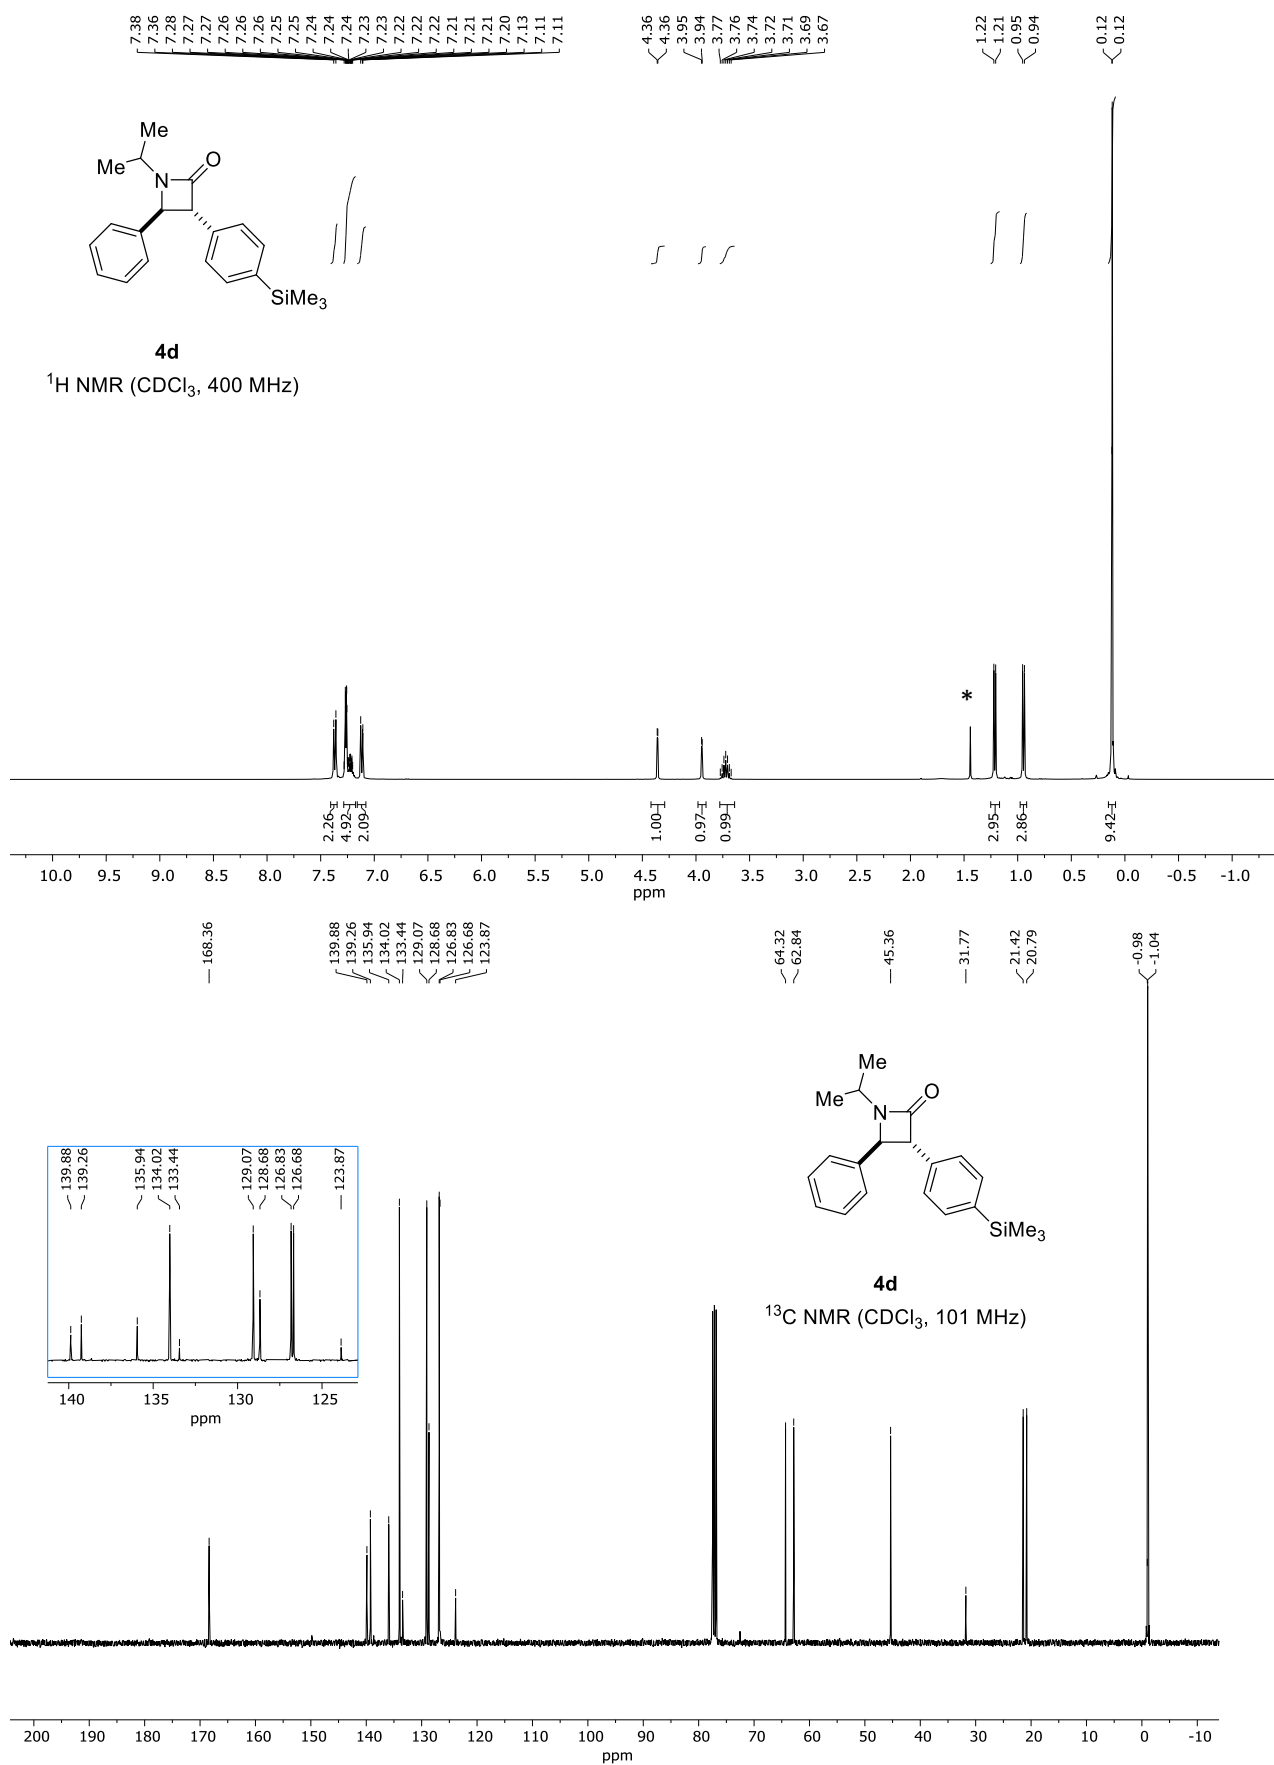 7.38 7.36 7.28 7.27 7.27 7.26 7.26 7.26 7.25 7.25 7.24 7.24 7.24 7.23 7.23 7.22 7.22 7.22 7.21 7.21 7.21 7.20 7.13 7.11 7.11 4.36 4.36 3.95 3.94 3.77 3.76 3.74 3.72 3.71 3.69 3.67 1.22 1.21 0.95 0.94 0.12 0.12
Me
Me
N
O
SiMe3
4d
1H NMR (CDCl3, 400 MHz)
*
2.26 4.92 2.09 1.00 0.97 0.99 2.95 2.86 9.42
10.0 9.5 9.0 8.5 8.0 7.5 7.0 6.5 6.0 5.5 5.0 4.5 4.0 3.5 3.0 2.5 2.0 1.5 1.0 0.5 0.0 -0.5 -1.0
ppm
168.36 139.88 139.26 135.94 134.02 133.44 129.07 128.68 126.83 126.68 123.87 64.32 62.84 45.36 31.77 21.42 20.79 -0.98 -1.04
Me
Me
N
O
SiMe3
4d
13C NMR (CDCl3, 101 MHz)
139.88 139.26 135.94 134.02 133.44 129.07 128.68 126.83 126.68 123.87
140 135 130 125
ppm
200 190 180 170 160 150 140 130 120 110 100 90 80 70 60 50 40 30 20 10 0 -10
ppm